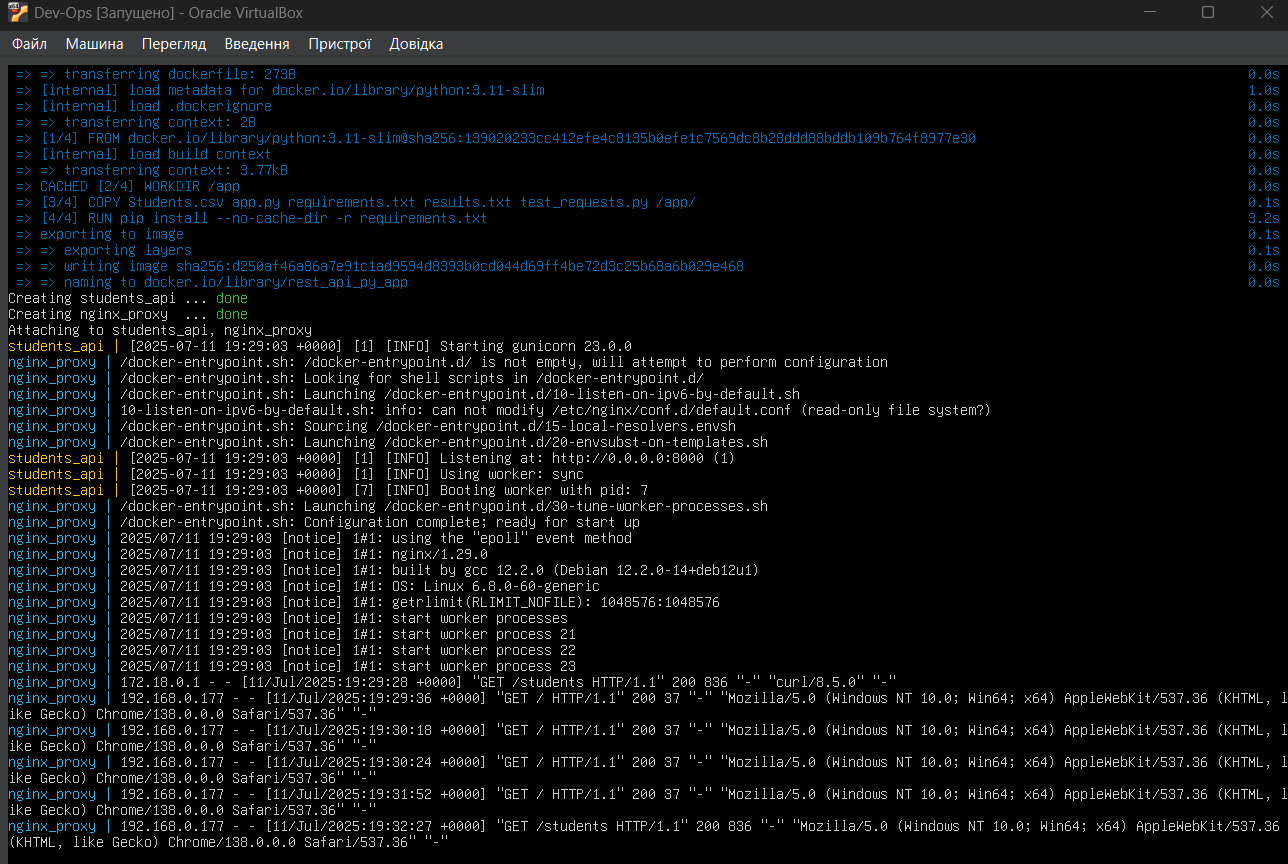 Dev-Ops [Запущено] - Oracle VirtualBox
Файл Машина Перегляд Введення Пристрої Довідка
=> => transferring dockerfile: 273B 0.0s
=> [internal] load metadata for docker.io/library/python:3.11-slim 1.0s
=> [internal] load .dockerignore 0.0s
=> => transferring context: 2B 0.0s
=> [1/4] FROM docker.io/library/python:3.11-slim@sha256:139020233cc412efe4c8135b0efe1c7569dc8b28ddd88bddb109b764f8977e30 0.0s
=> [internal] load build context 0.0s
=> => transferring context: 3.77kB 0.0s
=> CACHED [2/4] WORKDIR /app 0.0s
=> [3/4] COPY Students.csv app.py requirements.txt results.txt test_requests.py /app/ 0.1s
=> [4/4] RUN pip install --no-cache-dir -r requirements.txt 3.2s
=> exporting to image 0.1s
=> => exporting layers 0.1s
=> => writing image sha256:d250af46a86a7e91c1ad9594d8393b0cd044d69ff4be72d3c25b68a6b029e468 0.0s
=> => naming to docker.io/library/rest_api_py_app 0.0s
Creating students_api ... done
Creating nginx_proxy  ... done
Attaching to students_api, nginx_proxy
students_api | [2025-07-11 19:29:03 +0000] [1] [INFO] Starting gunicorn 23.0.0
nginx_proxy | /docker-entrypoint.sh: /docker-entrypoint.d/ is not empty, will attempt to perform configuration
nginx_proxy | /docker-entrypoint.sh: Looking for shell scripts in /docker-entrypoint.d/
nginx_proxy | /docker-entrypoint.sh: Launching /docker-entrypoint.d/10-listen-on-ipv6-by-default.sh
nginx_proxy | 10-listen-on-ipv6-by-default.sh: info: can not modify /etc/nginx/conf.d/default.conf (read-only file system?)
nginx_proxy | /docker-entrypoint.sh: Sourcing /docker-entrypoint.d/15-local-resolvers.envsh
nginx_proxy | /docker-entrypoint.sh: Launching /docker-entrypoint.d/20-envsubst-on-templates.sh
students_api | [2025-07-11 19:29:03 +0000] [1] [INFO] Listening at: http://0.0.0.0:8000 (1)
students_api | [2025-07-11 19:29:03 +0000] [1] [INFO] Using worker: sync
students_api | [2025-07-11 19:29:03 +0000] [7] [INFO] Booting worker with pid: 7
nginx_proxy | /docker-entrypoint.sh: Launching /docker-entrypoint.d/30-tune-worker-processes.sh
nginx_proxy | /docker-entrypoint.sh: Configuration complete; ready for start up
nginx_proxy | 2025/07/11 19:29:03 [notice] 1#1: using the "epoll" event method
nginx_proxy | 2025/07/11 19:29:03 [notice] 1#1: nginx/1.29.0
nginx_proxy | 2025/07/11 19:29:03 [notice] 1#1: built by gcc 12.2.0 (Debian 12.2.0-14+deb12u1)
nginx_proxy | 2025/07/11 19:29:03 [notice] 1#1: OS: Linux 6.8.0-60-generic
nginx_proxy | 2025/07/11 19:29:03 [notice] 1#1: getrlimit(RLIMIT_NOFILE): 1048576:1048576
nginx_proxy | 2025/07/11 19:29:03 [notice] 1#1: start worker processes
nginx_proxy | 2025/07/11 19:29:03 [notice] 1#1: start worker process 21
nginx_proxy | 2025/07/11 19:29:03 [notice] 1#1: start worker process 22
nginx_proxy | 2025/07/11 19:29:03 [notice] 1#1: start worker process 23
nginx_proxy | 172.18.0.1 - - [11/Jul/2025:19:29:28 +0000] "GET /students HTTP/1.1" 200 836 "-" "curl/8.5.0" "-"
nginx_proxy | 192.168.0.177 - - [11/Jul/2025:19:29:36 +0000] "GET / HTTP/1.1" 200 37 "-" "Mozilla/5.0 (Windows NT 10.0; Win64; x64) AppleWebKit/537.36 (KHTML, l
ike Gecko) Chrome/138.0.0.0 Safari/537.36" "-"
nginx_proxy | 192.168.0.177 - - [11/Jul/2025:19:30:18 +0000] "GET / HTTP/1.1" 200 37 "-" "Mozilla/5.0 (Windows NT 10.0; Win64; x64) AppleWebKit/537.36 (KHTML, l
ike Gecko) Chrome/138.0.0.0 Safari/537.36" "-"
nginx_proxy | 192.168.0.177 - - [11/Jul/2025:19:30:24 +0000] "GET / HTTP/1.1" 200 37 "-" "Mozilla/5.0 (Windows NT 10.0; Win64; x64) AppleWebKit/537.36 (KHTML, l
ike Gecko) Chrome/138.0.0.0 Safari/537.36" "-"
nginx_proxy | 192.168.0.177 - - [11/Jul/2025:19:31:52 +0000] "GET / HTTP/1.1" 200 37 "-" "Mozilla/5.0 (Windows NT 10.0; Win64; x64) AppleWebKit/537.36 (KHTML, l
ike Gecko) Chrome/138.0.0.0 Safari/537.36" "-"
nginx_proxy | 192.168.0.177 - - [11/Jul/2025:19:32:27 +0000] "GET /students HTTP/1.1" 200 836 "-" "Mozilla/5.0 (Windows NT 10.0; Win64; x64) AppleWebKit/537.36
(KHTML, like Gecko) Chrome/138.0.0.0 Safari/537.36" "-"